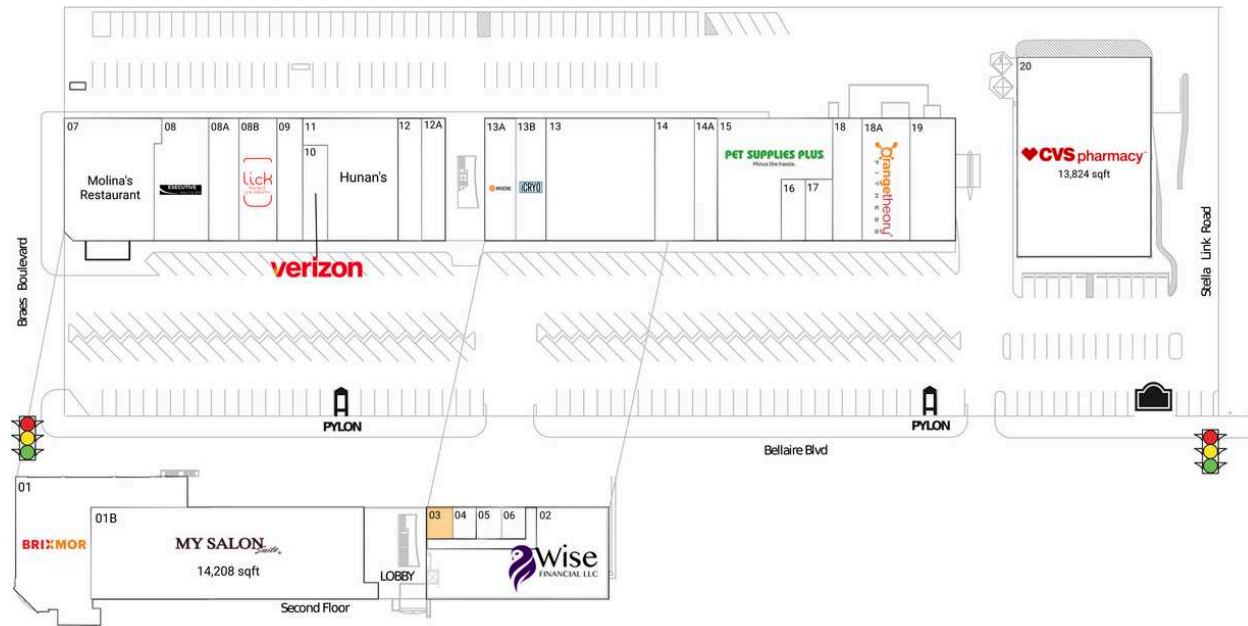 07
08
08A
08B
09
11
10
12
12A
13A
13B
13
14
14A
15
16
17
18
18A
19
20
Molina's
Restaurant
EXECUTIVE
lick
Hunan's
verizon
RIDE
iCRYO
PET SUPPLIES PLUS
Minus the hassle.
Orangetheory
FITNESS
CVS pharmacy
13,824 sqft
Braes Boulevard
Stella Link Road
PYLON
PYLON
Bellaire Blvd
01
BRIXMOR
01B
MY SALON
Suite
14,208 sqft
LOBBY
Second Floor
03
04
05
06
02
Wise
FINANCIAL LLC